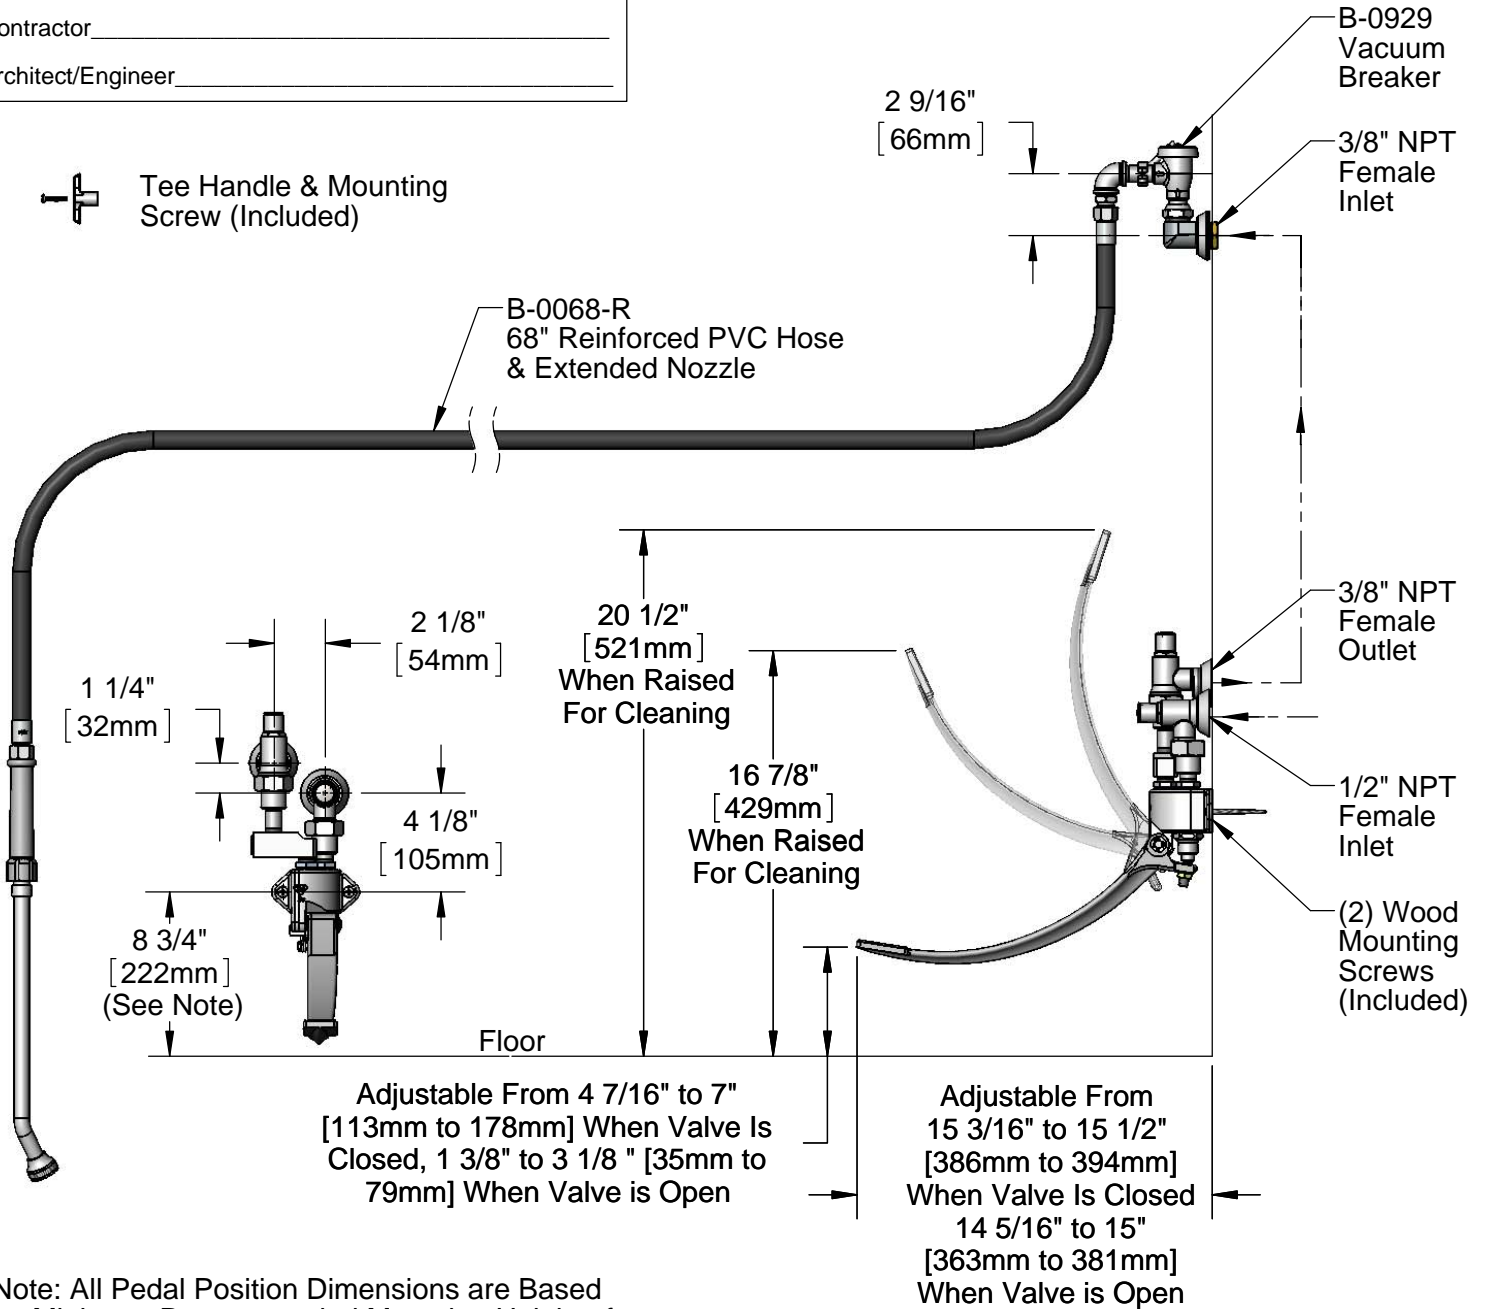 ontractor
rchitect/Engineer
B-0929
Vacuum
Breaker
2 9/16"
[66mm]
3/8" NPT
Female
Inlet
Tee Handle & Mounting
Screw (Included)
B-0068-R
68" Reinforced PVC Hose
& Extended Nozzle
3/8" NPT
Female
Outlet
20 1/2"
[521mm]
When Raised
For Cleaning
2 1/8"
[54mm]
1 1/4"
[32mm]
16 7/8"
[429mm]
When Raised
For Cleaning
4 1/8"
[105mm]
1/2" NPT
Female
Inlet
8 3/4"
[222mm]
(See Note)
(2) Wood
Mounting
Screws
(Included)
Floor
Adjustable From 4 7/16" to 7"
[113mm to 178mm] When Valve Is
Closed, 1 3/8" to 3 1/8 " [35mm to
79mm] When Valve is Open
Adjustable From
15 3/16" to 15 1/2"
[386mm to 394mm]
When Valve Is Closed
14 5/16" to 15"
[363mm to 381mm]
When Valve is Open
Note: All Pedal Position Dimensions are Based